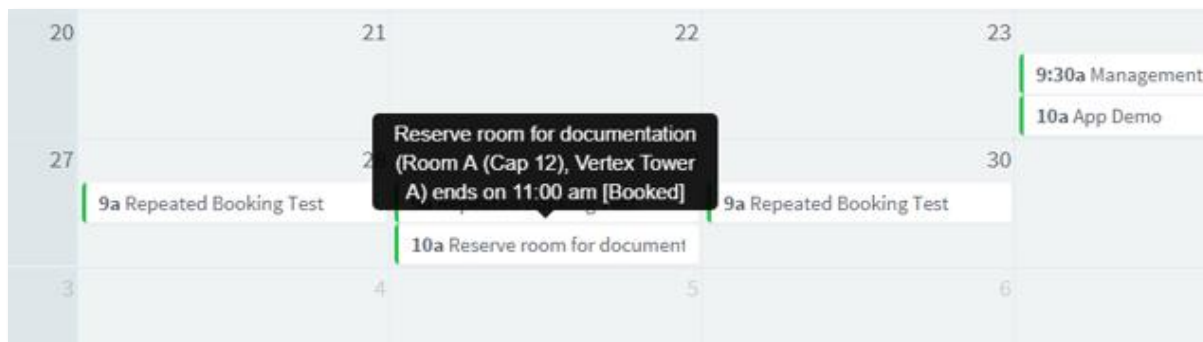 20 21 22 23
9:30a Management
10a App Demo
Reserve room for documentation
(Room A (Cap 12), Vertex Tower
A) ends on 11:00 am [Booked]
27 30
9a Repeated Booking Test 9a Repeated Booking Test
10a Reserve room for document
3 4 5 6